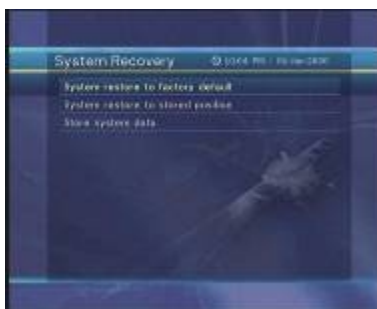 System Recovery
System restore to factory default
System restore to stored position
Store system data